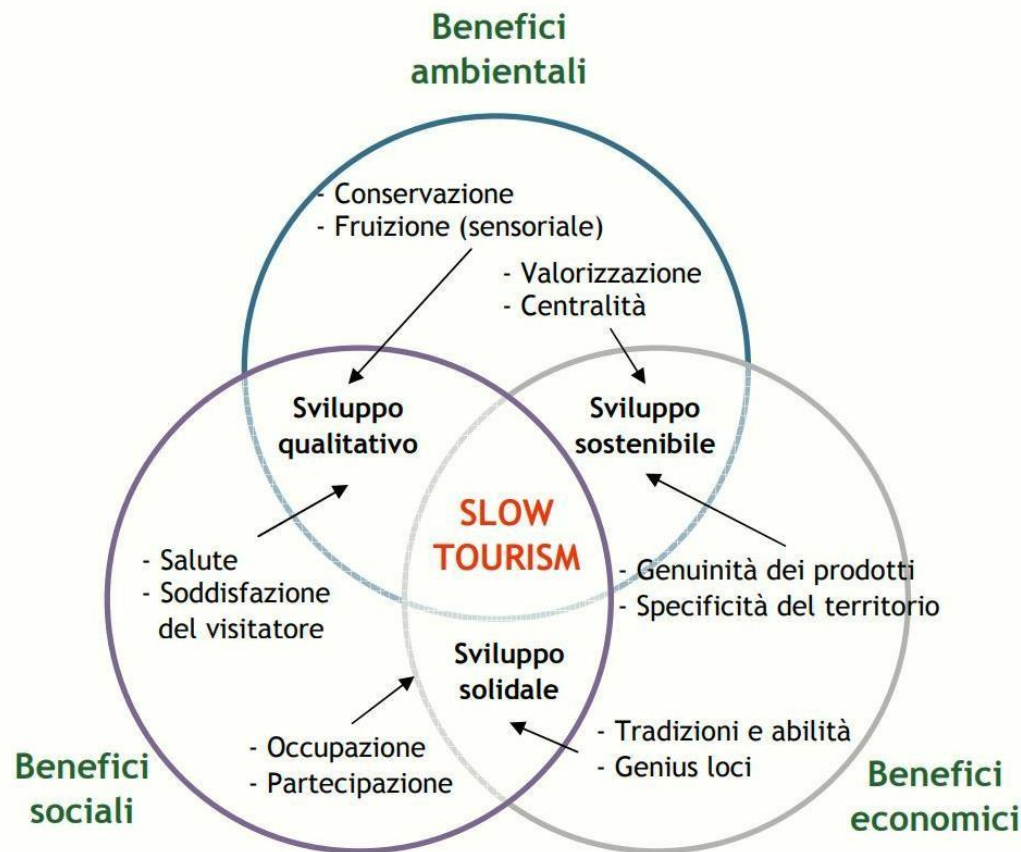 Benefici
ambientali
- Conservazione
- Fruizione (sensoriale)
- Valorizzazione
- Centralità
Sviluppo
qualitativo
Sviluppo
sostenibile
SLOW
TOURISM
- Salute
- Soddisfazione
del visitatore
- Genuinità dei prodotti
- Specificità del territorio
Sviluppo
solidale
- Occupazione
- Partecipazione
- Tradizioni e abilità
- Genius loci
Benefici
sociali
Benefici
economici